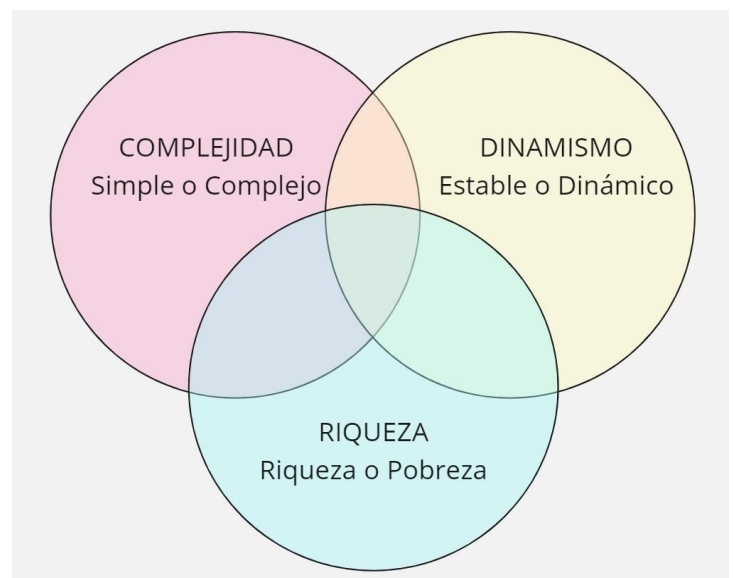 COMPLEJIDAD
Simple o Complejo
DINAMISMO
Estable o Dinámico
RIQUEZA
Riqueza o Pobreza